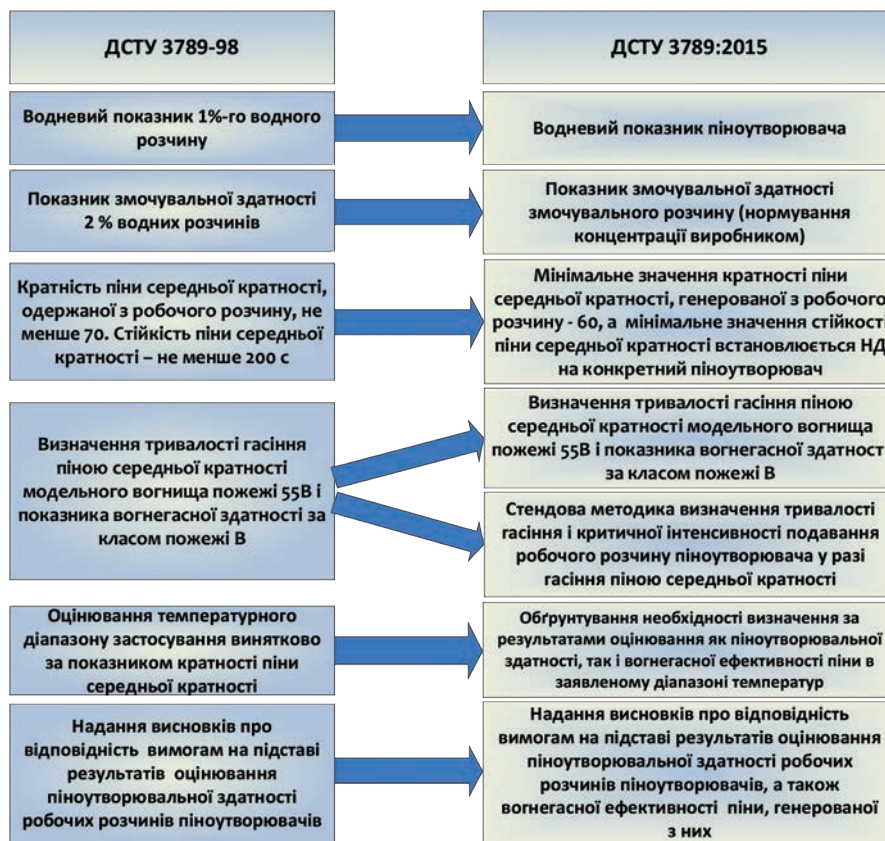 ДСТУ 3789-98
ДСТУ 3789:2015
Водневий показник 1%-го водного
розчину
Водневий показник піноутворювача
Показник змочувальної здатності
2 % водних розчинів
Показник змочувальної здатності
змочувального розчину (нормування
концентрації виробником)
Кратність піни середньої кратності,
одержаної з робочого розчину, не
менше 70. Стійкість піни середньої
кратності – не менше 200 с
Мінімальне значення кратності піни
середньої кратності, генерованої з робочого
розчину - 60, а мінімальне значення стійкості
піни середньої кратності встановлюється НД
на конкретний піноутворювач
Визначення тривалості гасіння
піною середньої кратності
модельного вогнища пожежі 55В і
показника вогнегасної здатності за
класом пожежі В
Визначення тривалості гасіння піною
середньої кратності модельного вогнища
пожежі 55В і показника вогнегасної здатност
за класом пожежі В
Стендова методика визначення тривалості
гасіння і критичної інтенсивності подавання
робочого розчину піноутворювача у разі
гасіння піною середньої кратності
Оцінювання температурного
діапазону застосування винятково
за показником кратності піни
середньої кратності
Обґрунтування необхідності визначення за
результатами оцінювання як піноутворювальної
здатності, так і вогнегасної ефективності піни в
заявленому діапазоні температур
Надання висновків про
відповідність вимогам на підставі
результатів оцінювання
піноутворювальної здатності
робочих розчинів піноутворювачів
Надання висновків про відповідність
вимогам на підставі результатів оцінювання
піноутворювальної здатності робочих
розчинів піноутворювачів, а також
вогнегасної ефективності піни, генерованої
з них